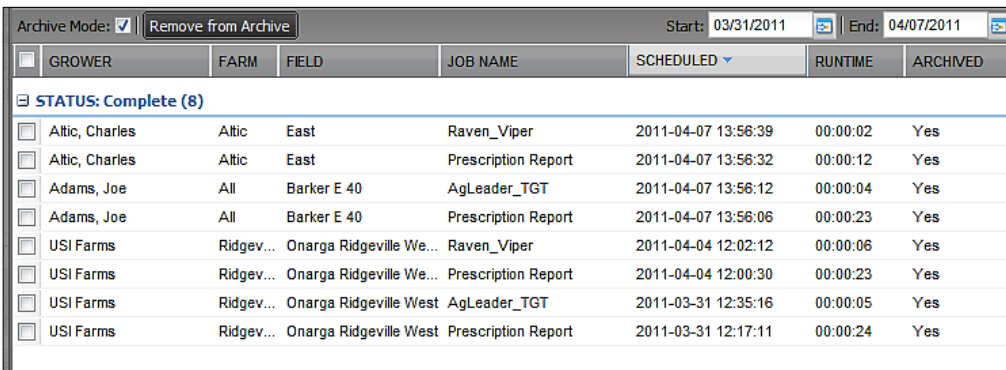 Archive Mode: Remove from Archive Start: 03/31/2011 End: 04/07/2011
GROWER FARM FIELD JOB NAME SCHEDULED RUNTIME ARCHIVED
STATUS: Complete (8)
Attic, Charles Attic East Raven_Viper 2011-04-07 13:56:39 00:00:02 Yes
Attic, Charles Attic East Prescription Report 2011-04-07 13:56:32 00:00:12 Yes
Adams, Joe All Barker E 40 AgLeader_TGT 2011-04-07 13:56:12 00:00:04 Yes
Adams, Joe All Barker E 40 Prescription Report 2011-04-07 13:56:06 00:00:23 Yes
USI Farms Ridgev... Onarga Ridgeville We... Raven_Viper 2011-04-04 12:02:12 00:00:06 Yes
USI Farms Ridgev... Onarga Ridgeville We... Prescription Report 2011-04-04 12:00:30 00:00:23 Yes
USI Farms Ridgev... Onarga Ridgeville West AgLeader_TGT 2011-03-31 12:35:16 00:00:05 Yes
USI Farms Ridgev... Onarga Ridgeville West Prescription Report 2011-03-31 12:17:11 00:00:24 Yes